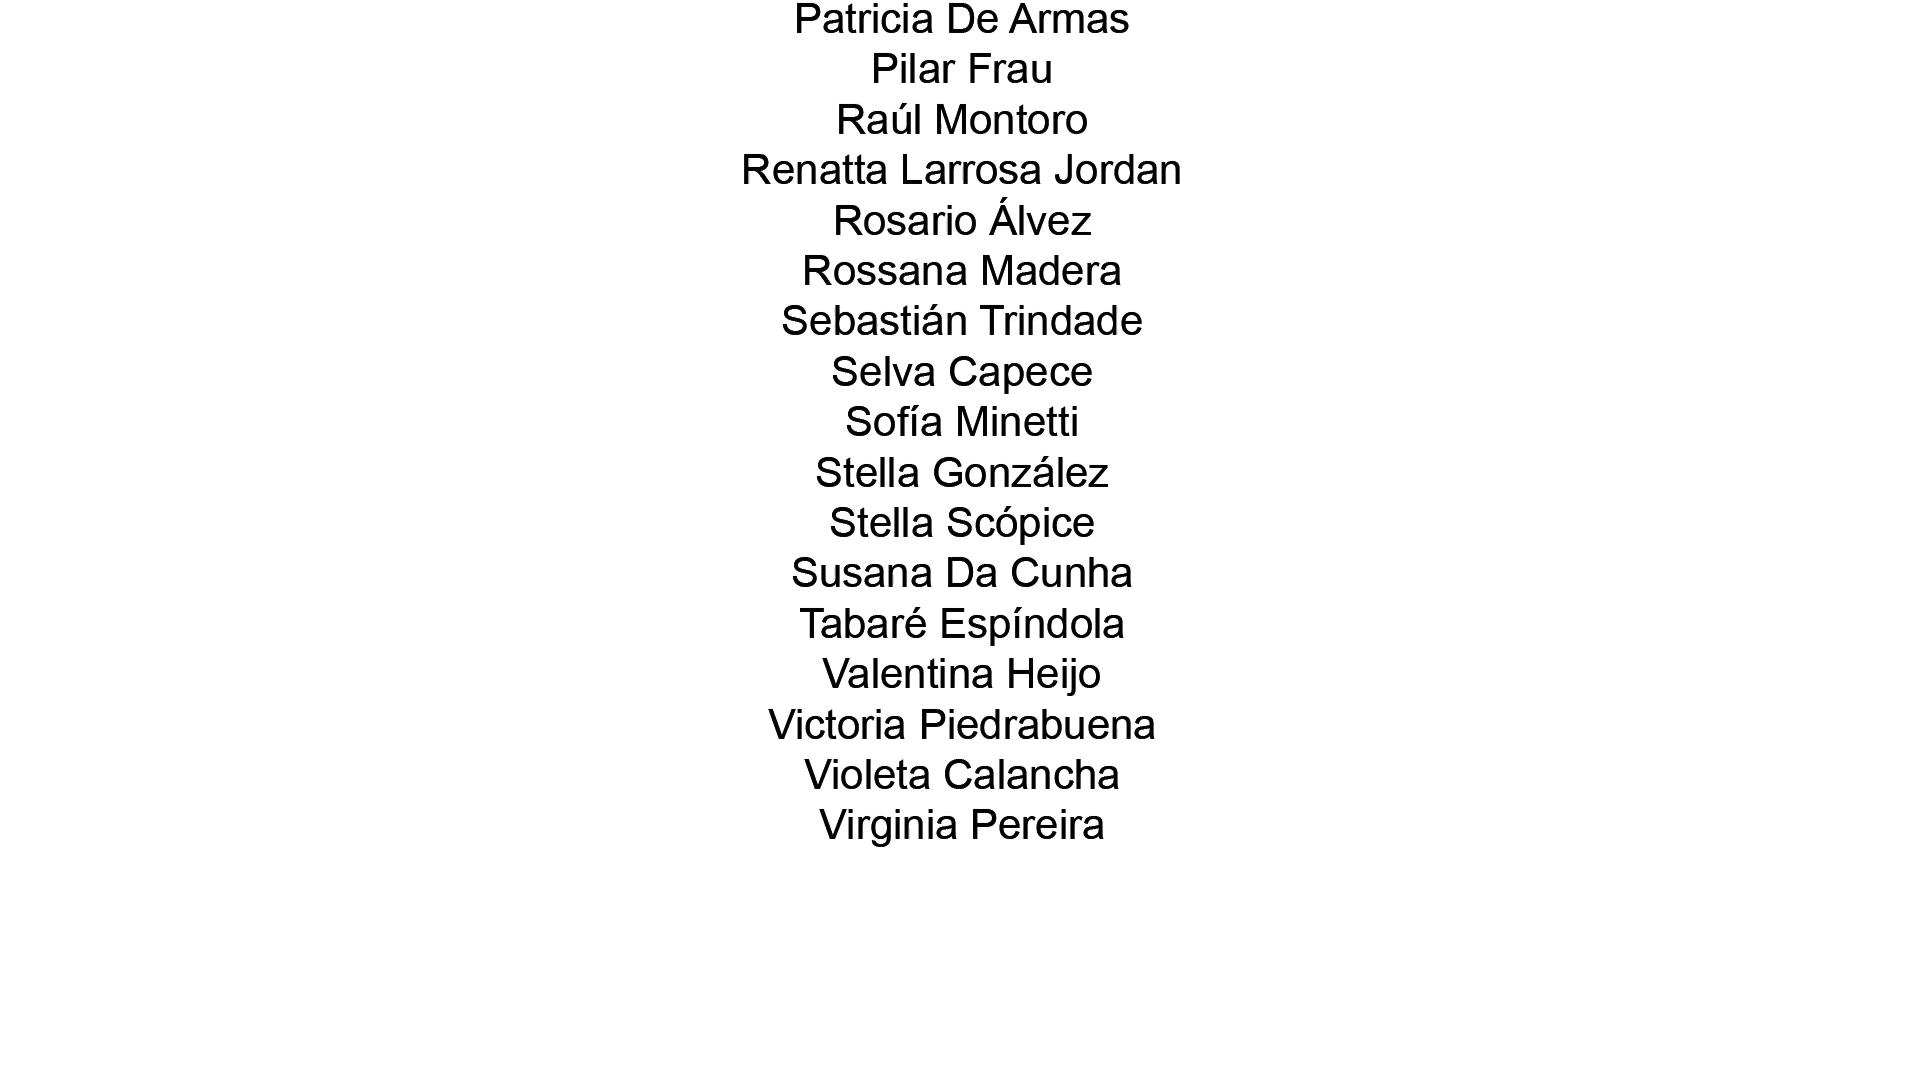 Patricia De Armas
Pilar Frau
Raúl Montoro
Renatta Larrosa Jordan
Rosario Álvez
Rossana Madera
Sebastián Trindade
Selva Capece
Sofía Minetti
Stella González
Stella Scópice
Susana Da Cunha
Tabaré Espíndola
Valentina Heijo
Victoria Piedrabuena
Violeta Calancha
Virginia Pereira